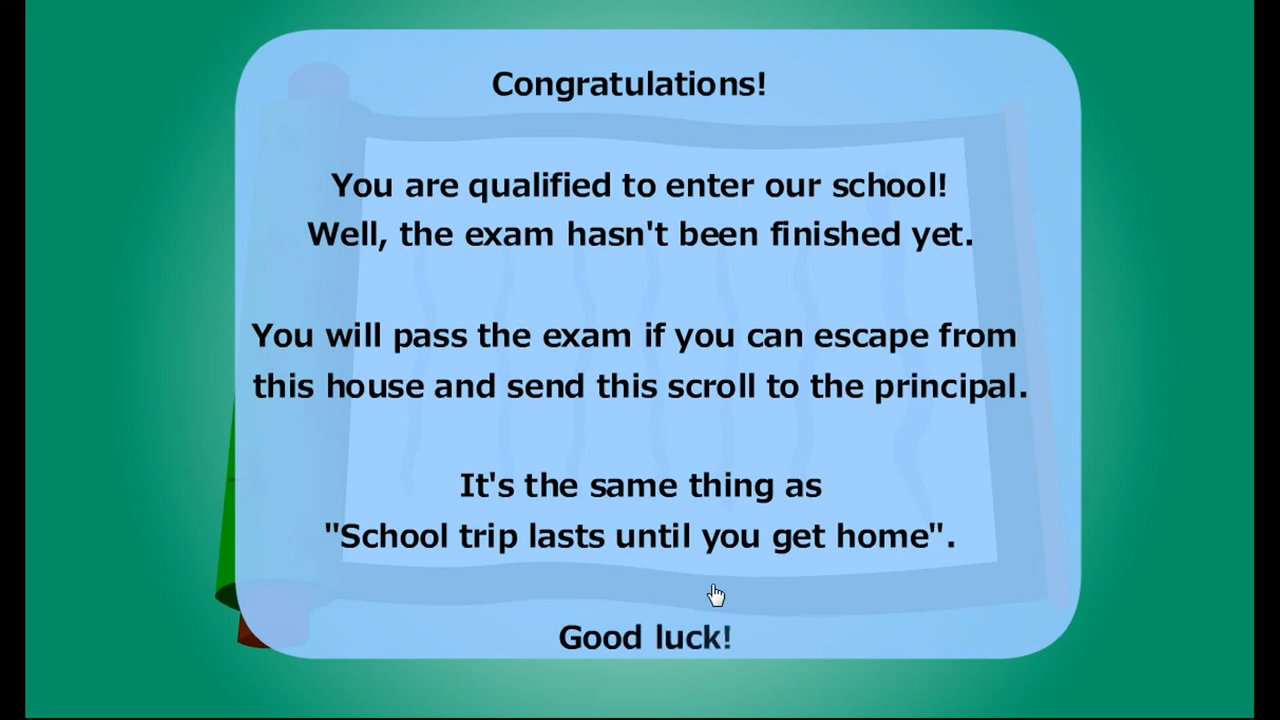 Congratulations!
You are qualified to enter our school!
Well, the exam hasn't been finished yet.
You will pass the exam if you can escape from
this house and send this scroll to the principal.
It's the same thing as
"School trip lasts until you get home".
Good luck!